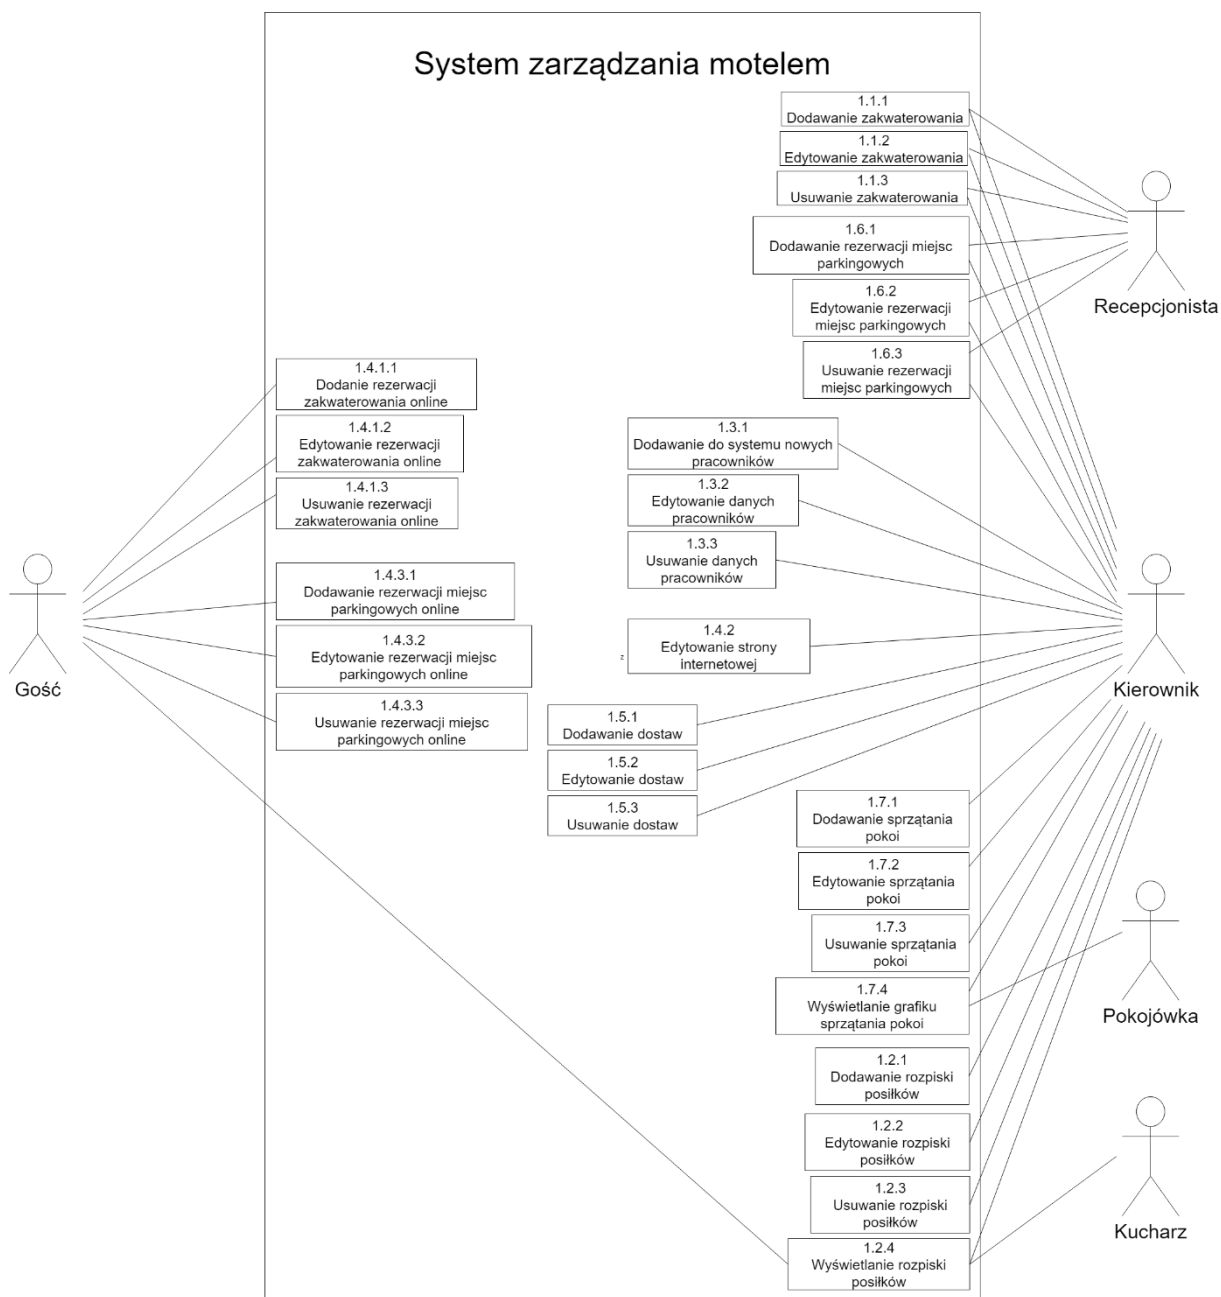 System zarządzania motelem
1.1.1
Dodawanie zakwaterowania
1.1.2
Edytowanie zakwaterowania
1.1.3
Usuwanie zakwaterowania
1.6.1
Dodawanie rezerwacji miejsc
parkingowych
1.6.2
Edytowanie rezerwacji
miejsc parkingowych
1.6.3
Usuwanie rezerwacji
miejsc parkingowych
Recepcjonista
1.4.1.1
Dodanie rezerwacji
zakwaterowania online
1.4.1.2
Edytowanie rezerwacji
zakwaterowania online
1.4.1.3
Usuwanie rezerwacji
zakwaterowania online
1.4.3.1
Dodawanie rezerwacji miejsc
parkingowych online
1.4.3.2
Edytowanie rezerwacji miejsc
parkingowych online
1.4.3.3
Usuwanie rezerwacji miejsc
parkingowych online
Gość
1.3.1
Dodawanie do systemu nowych
pracowników
1.3.2
Edytowanie danych
pracowników
1.3.3
Usuwanie danych
pracowników
z
1.4.2
Edytowanie strony
internetowej
Kierownik
1.5.1
Dodawanie dostaw
1.5.2
Edytowanie dostaw
1.5.3
Usuwanie dostaw
1.7.1
Dodawanie sprzątania
pokoi
1.7.2
Edytowanie sprzątania
pokoi
1.7.3
Usuwanie sprzątania
pokoi
1.7.4
Wyświetlanie grafiku
sprzątania pokoi
Pokojówka
1.2.1
Dodawanie rozpiski
posiłków
1.2.2
Edytowanie rozpiski
posiłków
1.2.3
Usuwanie rozpiski
posiłków
1.2.4
Wyświetlanie rozpiski
posiłków
Kucharz